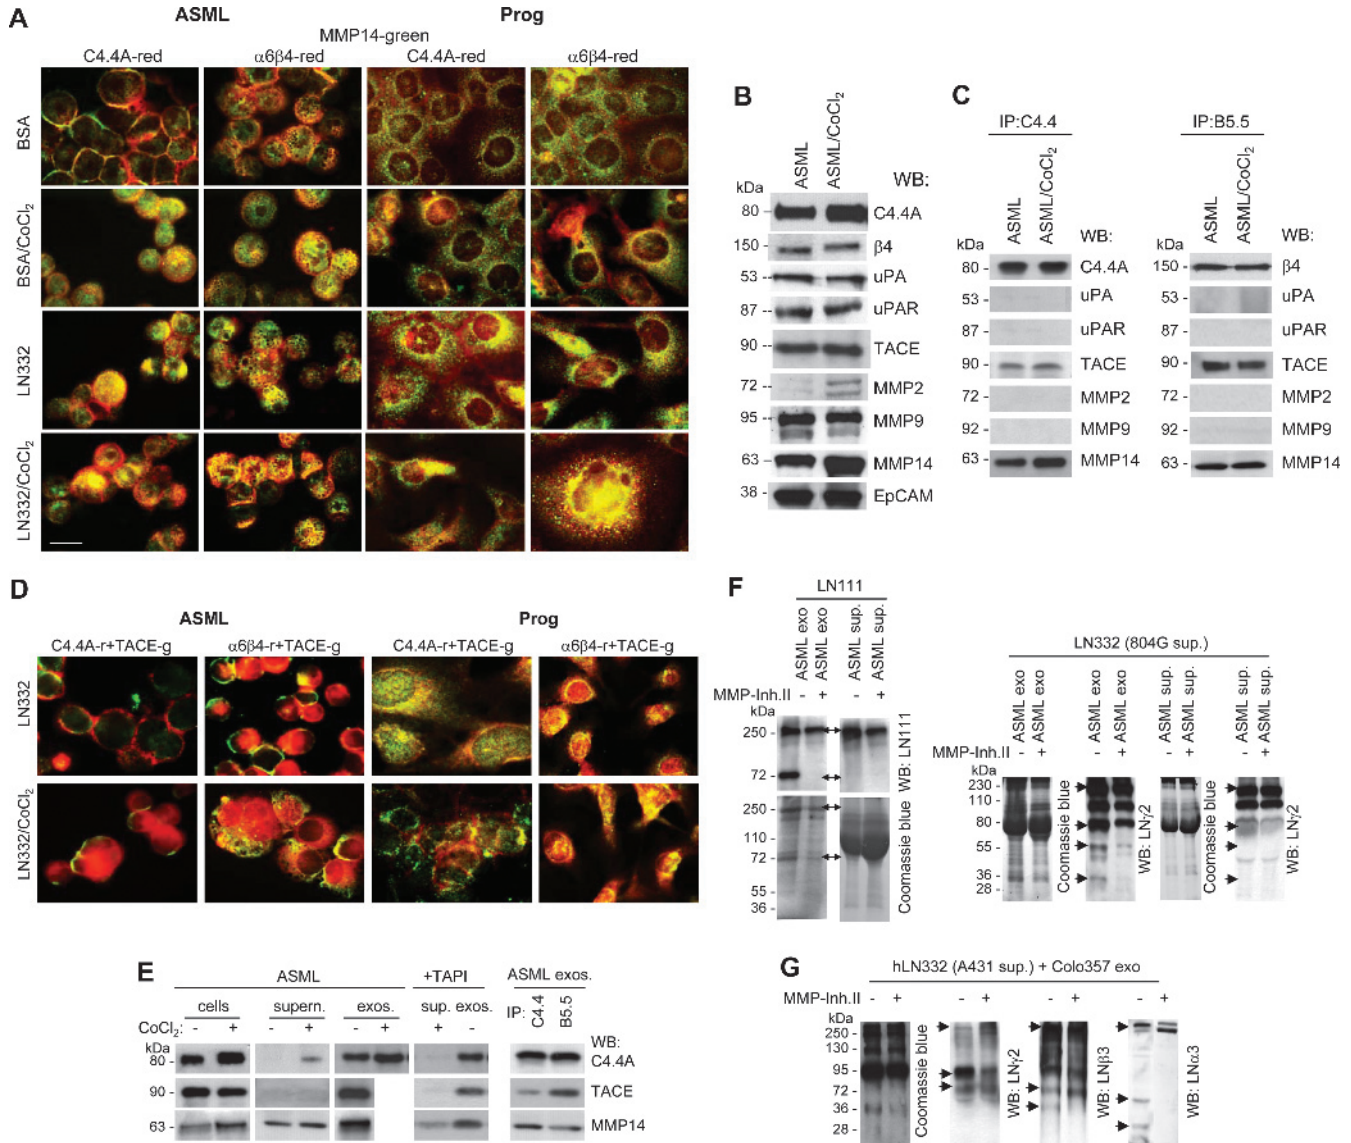 A
ASML
Prog
MMP14-green
C4.4A-red
α6β4-red
C4.4A-red
α6β4-red
BSA
BSA/CoCl₂
LN332
LN332/CoCl₂
B
ASML
ASML/CoCl₂
WB:
kDa
80 - C4.4A
150 - β4
53 - uPA
87 - uPAR
90 - TACE
72 -- MMP2
95 - MMP9
63 - MMP14
38 - EpCAM
C
IP:C4.4
IP:B5.5
ASML
ASML/CoCl₂
WB:
kDa
80 - C4.4A
53 - uPA
87 - uPAR
90 - TACE
72 - MMP2
92 - MMP9
63 - MMP14
ASML
ASML/CoCl₂
WB:
kDa
150 - β4
53 - uPA
87 - uPAR
90 - TACE
72 - MMP2
92 - MMP9
63 - MMP14
D
ASML
Prog
C4.4A-r+TACE-g
α6β4-r+TACE-g
C4.4A-r+TACE-g
α6β4-r+TACE-g
LN332
LN332/CoCl₂
E
ASML
+TAPI
ASML exos.
cells
supern.
exos.
sup. exos.
IP: C4.4 B5.5
CoCl₂: - + - + - + + -
kDa
WB:
80 - C4.4A
90 - TACE
63 - MMP14
F
LN111
ASML exo
ASML exo
ASML sup.
ASML sup.
MMP-Inh.II - + - +
kDa
250 -
72 -
WB: LN111
250 -
110 -
72 -
55 -
36 -
Coomassie blue
LN332 (804G sup.)
ASML exo
ASML exo
ASML exo
ASML exo
ASML sup.
ASML sup.
ASML sup.
ASML sup.
MMP-Inh.II - + - + - + - +
kDa
230 -
110 -
80 -
55 -
36 -
28 -
Coomassie blue
WB: LNγ2
Coomassie blue
WB: LNγ2
G
hLN332 (A431 sup.) + Colo357 exo
MMP-Inh.II - + - + - + - +
kDa
250 -
130 -
95 -
72 -
36 -
28 -
Coomassie blue
WB: LNγ2
WB: LNβ3
WB: LNα3